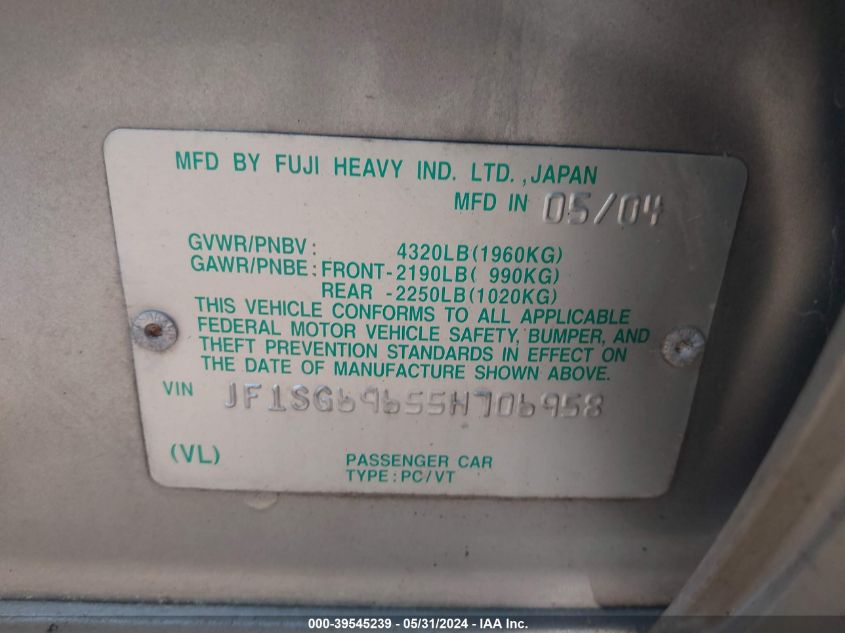 MFD BY FUJI HEAVY IND. LTD., JAPAN
MFD IN 05/04
GVWR/PNBV: 4320LB(1960KG)
GAWR/PNBE: FRONT-2190LB( 990KG)
REAR -2250LB(1020KG)
THIS VEHICLE CONFORMS TO ALL APPLICABLE
FEDERAL MOTOR VEHICLE SAFETY, BUMPER, AND
THEFT PREVENTION STANDARDS IN EFFECT ON
THE DATE OF MANUFACTURE SHOWN ABOVE.
VIN JF1SG69655H706958
(VL) PASSENGER CAR
TYPE: PC/VT
000-39545239 - 05/31/2024 - IAA Inc.